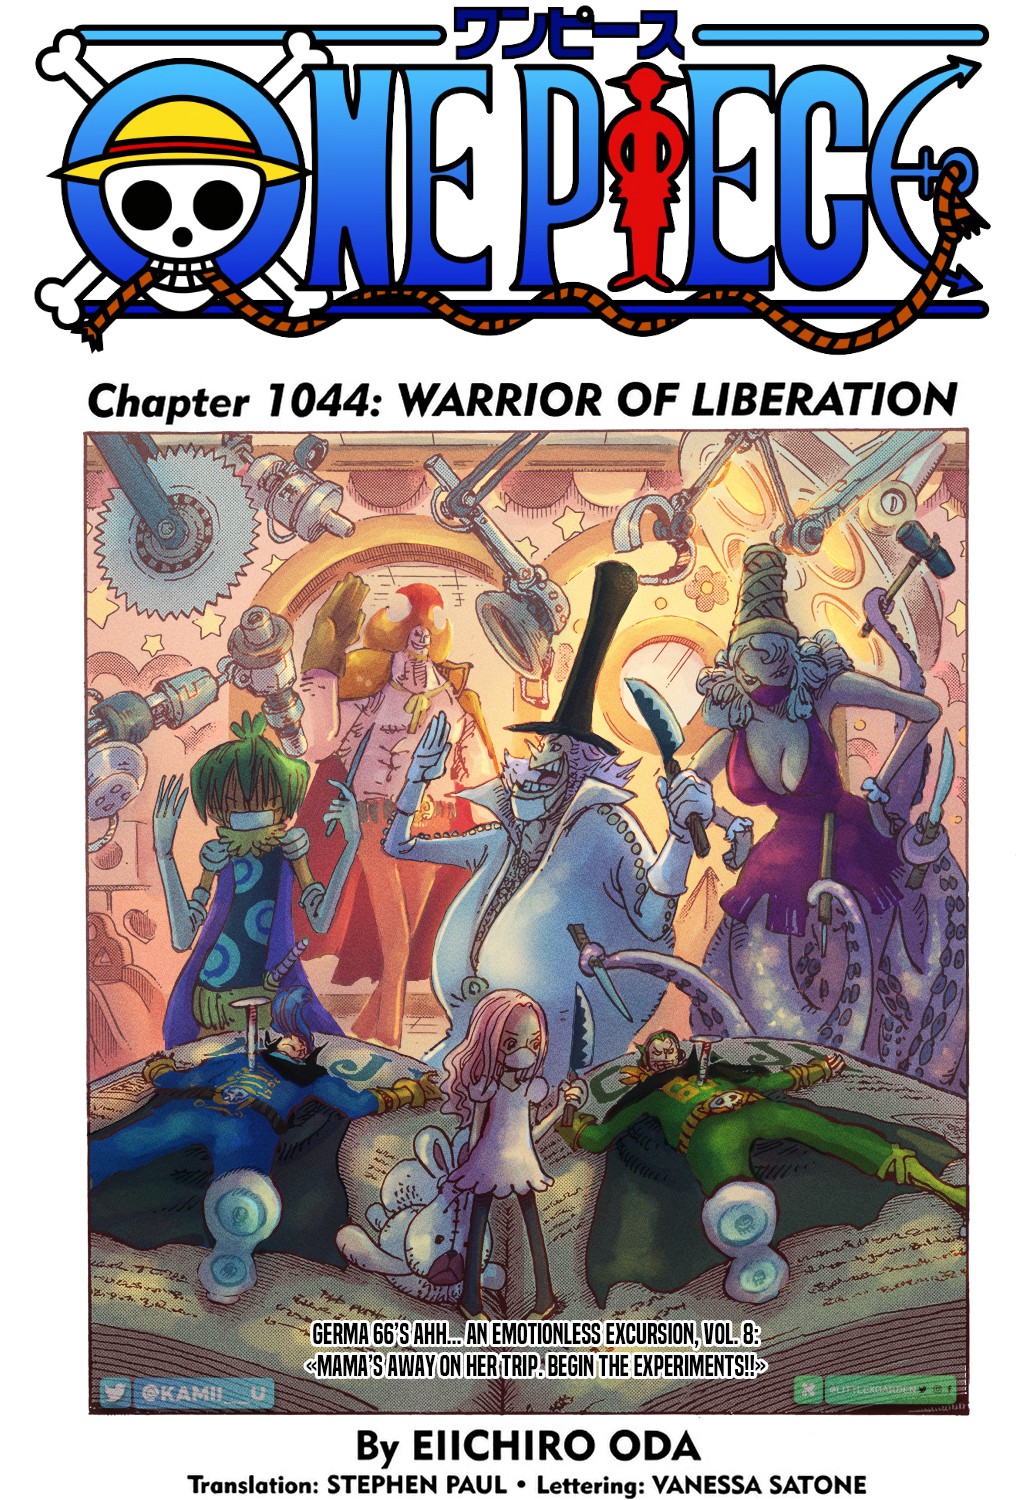 ワンピース
ONE PIECE
Chapter 1044: WARRIOR OF LIBERATION
GERMA 66'S AHH... AN EMOTIONLESS EXCURSION, VOL. 8:
«MAMA'S AWAY ON HER TRIP. BEGIN THE EXPERIMENTS!!»
@KAMII__U
@LITTLEXGARDEN
By EIICHIRO ODA
Translation: STEPHEN PAUL • Lettering: VANESSA SATONE